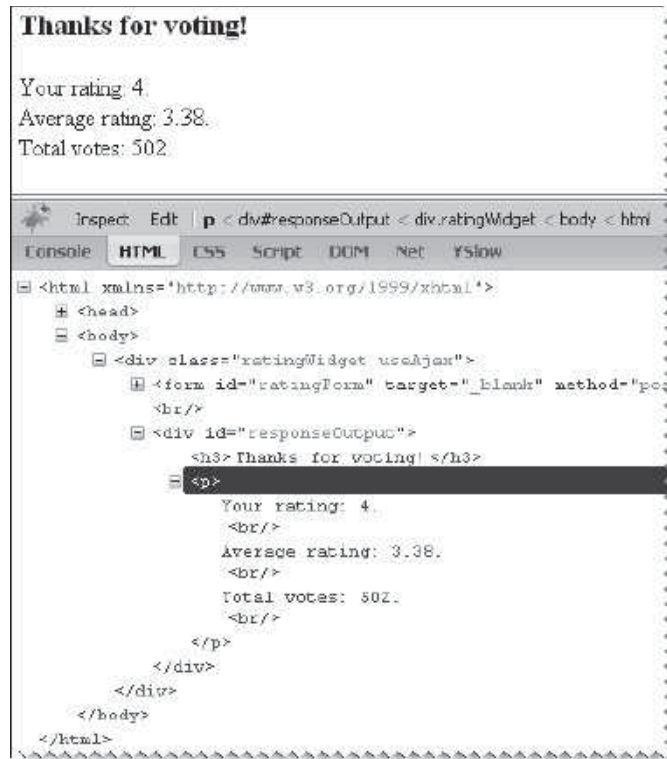 Thanks for voting!
Your rating: 4.
Average rating: 3.38.
Total votes: 502
Inspect Edit p < div#responseOutput < div.ratingWidget < body < html
Console HTML CSS Script DOM Net YSlow
<html xmlns="http://www.w3.org/1999/xhtml">
<head>
<body>
<div class="ratingWidget useAjax">
<form id="ratingForm" target="_blank" method="pos
<br/>
<div id="responseOutput">
<h3>Thanks for voting!</h3>
<p>
Your rating: 4.
<br/>
Average rating: 3.38.
<br/>
Total votes: 502.
<br/>
</p>
</div>
</div>
</body>
</html>